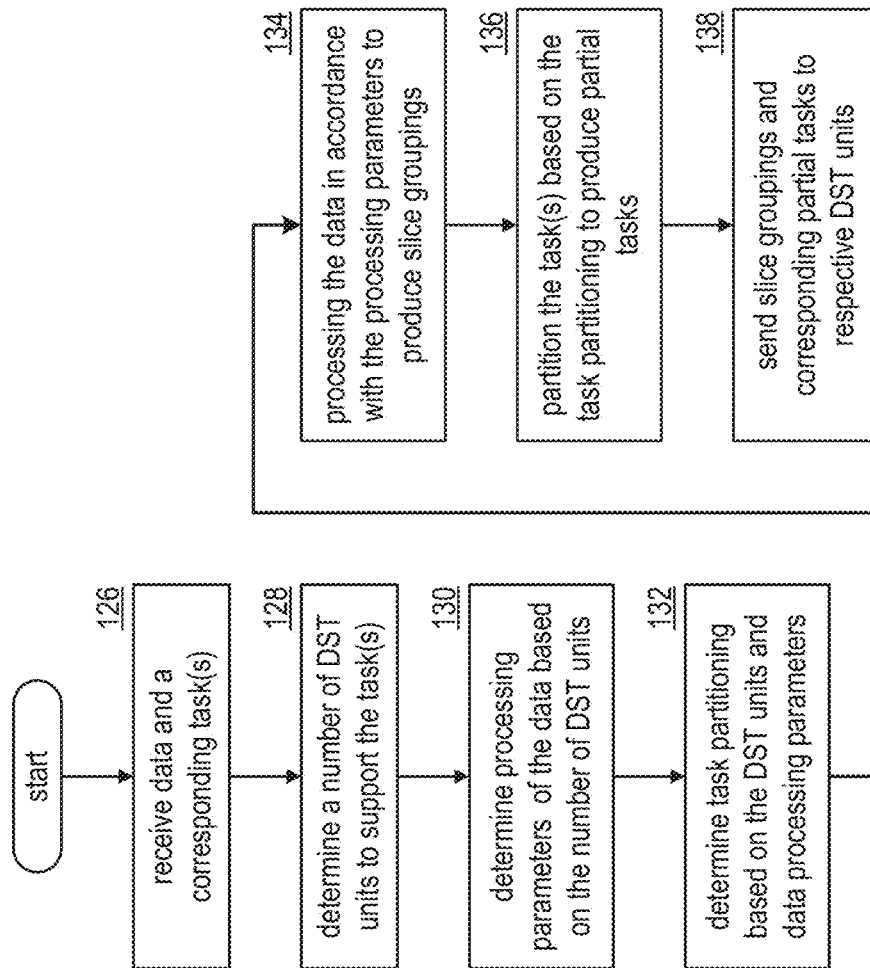 start
126
receive data and a
corresponding task(s)
128
determine a number of DST
units to support the task(s)
130
determine processing
parameters of the data based
on the number of DST units
132
determine task partitioning
based on the DST units and
data processing parameters
134
processing the data in accordance
with the processing parameters to
produce slice groupings
136
partition the task(s) based on the
task partitioning to produce partial
tasks
138
send slice groupings and
corresponding partial tasks to
respective DST units